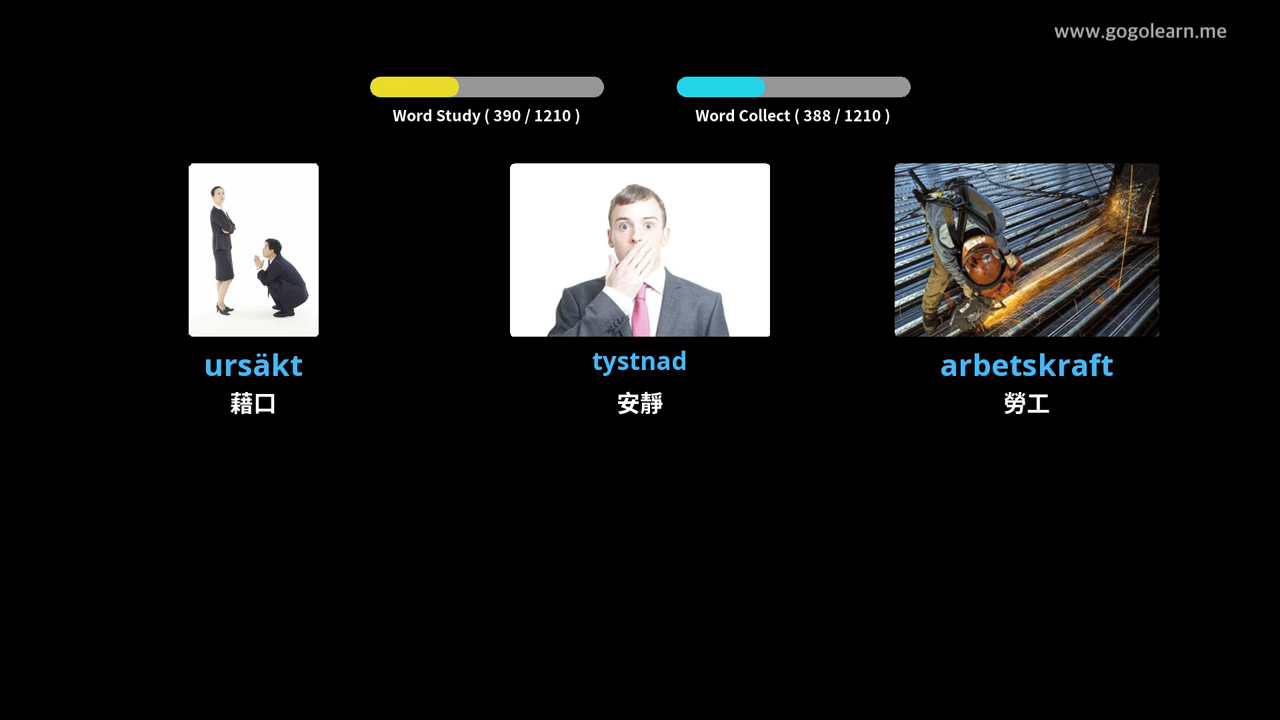 www.gogolearn.me
Word Study ( 390 / 1210 )
Word Collect ( 388 / 1210 )
ursäkt
藉口
tystnad
安靜
arbetskraft
勞工